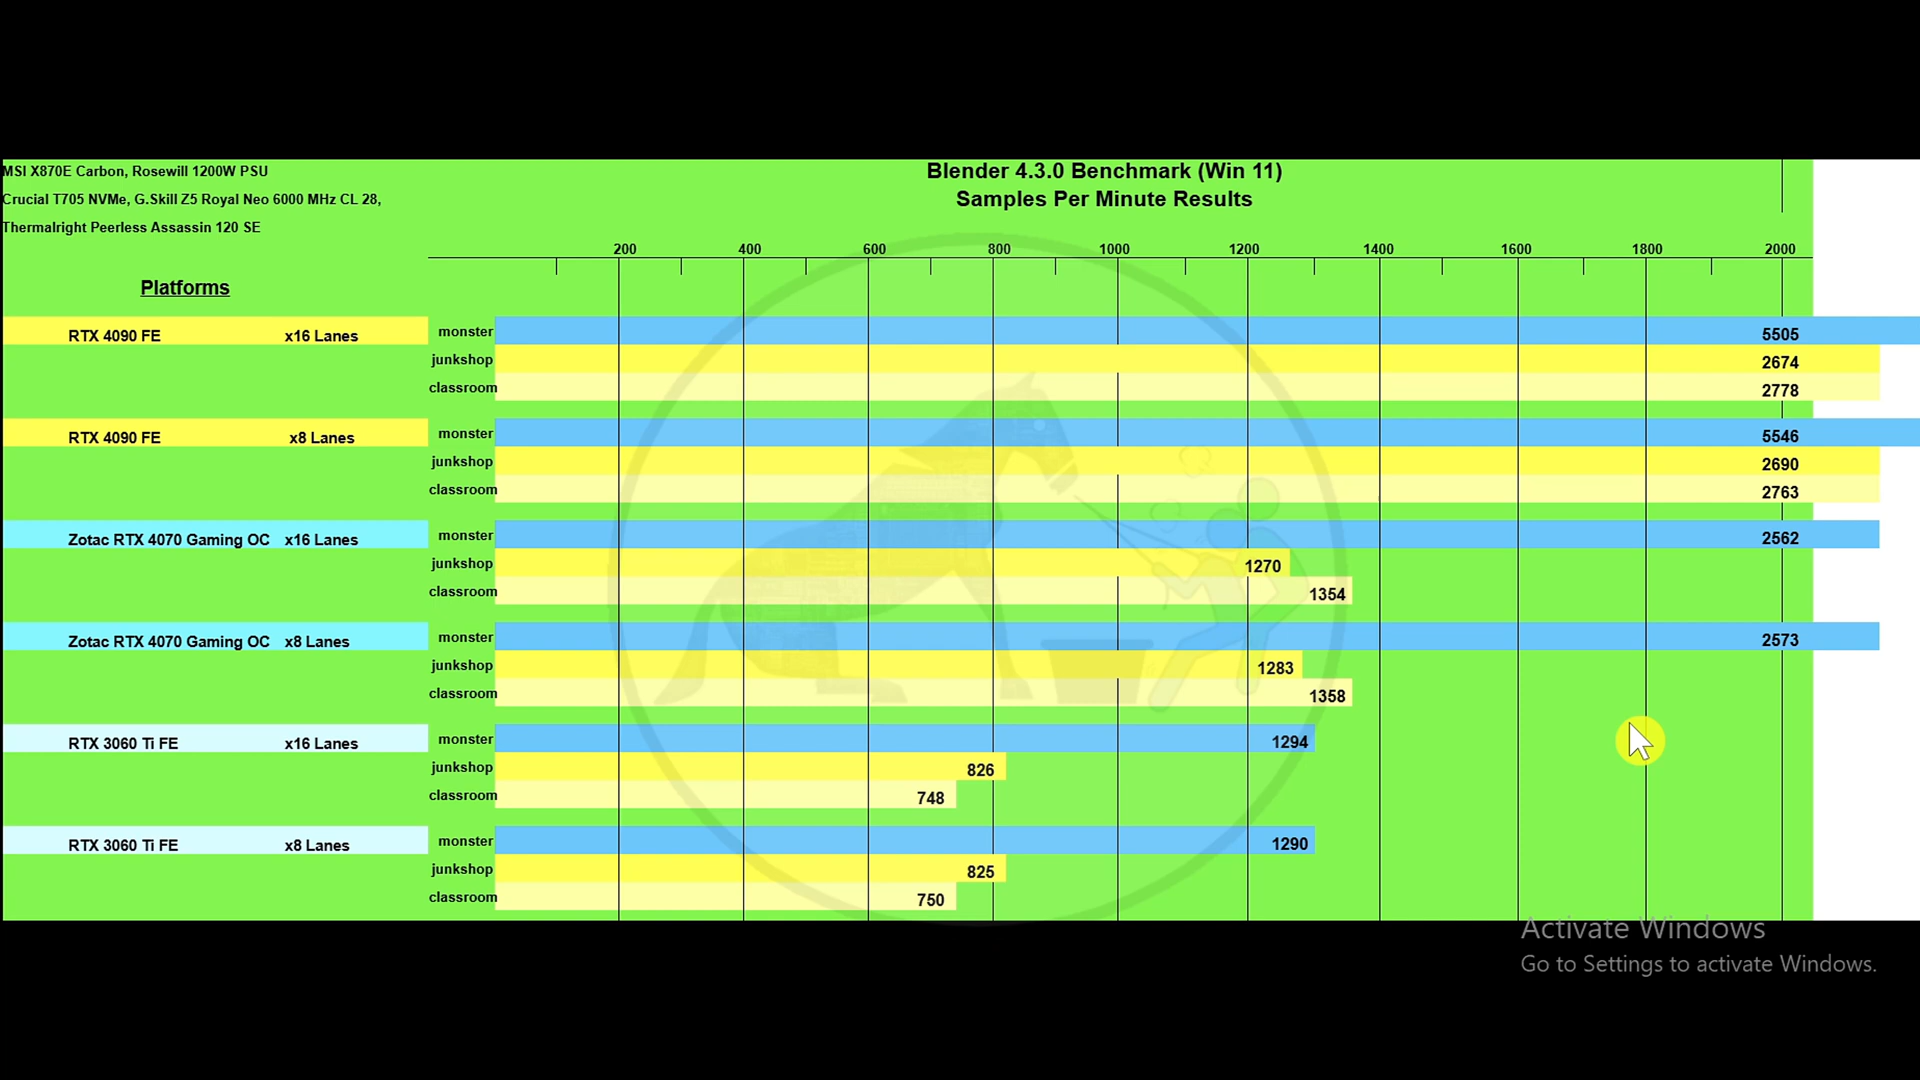 MSI X870E Carbon, Rosewill 1200W PSU
Blender 4.3.0 Benchmark (Win 11)
Crucial T705 NVMe, G.Skill Z5 Royal Neo 6000 MHz CL 28,
Samples Per Minute Results
Thermalright Peerless Assassin 120 SE
200 400 600 800 1000 1200 1400 1600 1800 2000
Platforms
RTX 4090 FE x16 Lanes monster 5505
junkshop 2674
classroom 2778
RTX 4090 FE x8 Lanes monster 5546
junkshop 2690
classroom 2763
Zotac RTX 4070 Gaming OC x16 Lanes monster 2562
junkshop 1270
classroom 1354
Zotac RTX 4070 Gaming OC x8 Lanes monster 2573
junkshop 1283
classroom 1358
RTX 3060 Ti FE x16 Lanes monster 1294
junkshop 826
classroom 748
RTX 3060 Ti FE x8 Lanes monster 1290
junkshop 825
classroom 750
Activate Windows
Go to Settings to activate Windows.